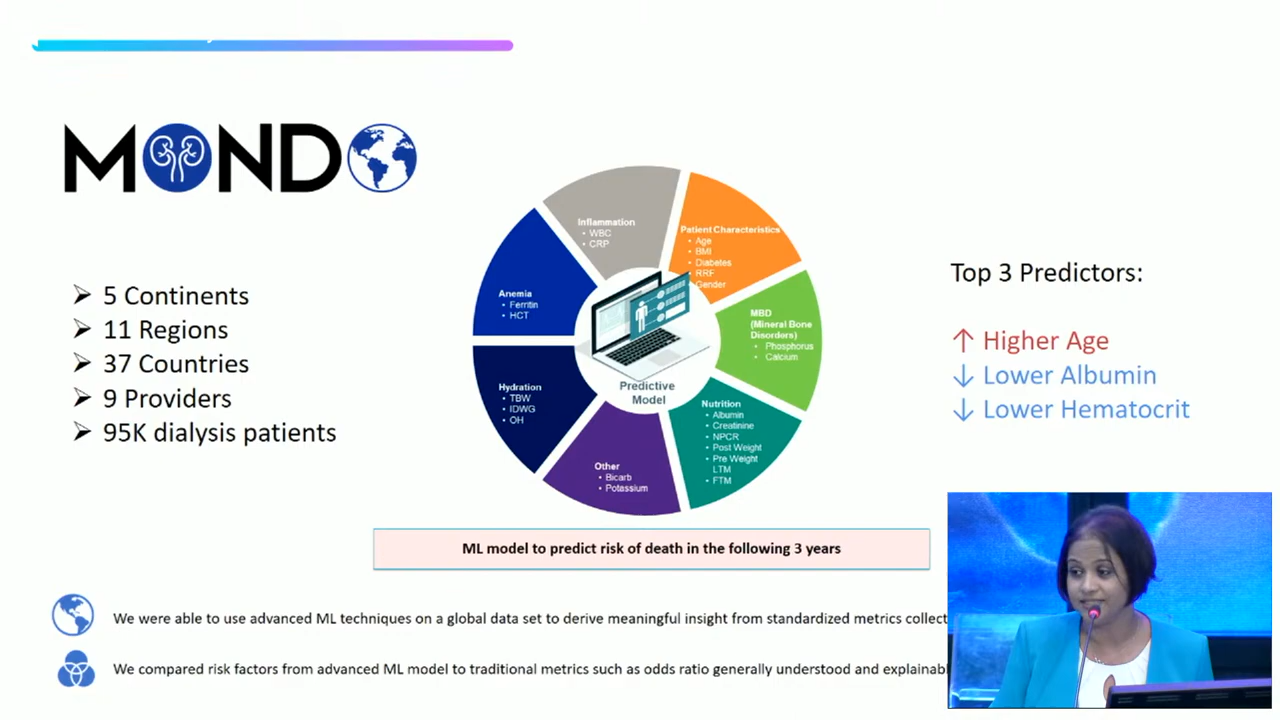 MONDO
5 Continents
11 Regions
37 Countries
9 Providers
95K dialysis patients
Inflammation
• WBC
• CRP
Patient Characteristics
• Age
• BMI
• Diabetes
• RRF
• Gender
Anemia
• Ferritin
• HCT
MBD
(Mineral Bone
Disorders)
• Phosphorus
• Calcium
Hydration
• TBW
• IDWG
• OH
Predictive
Model
Nutrition
• Albumin
• Creatinine
• NPCR
• Post Weight
• Pre Weight
LTM
• FTM
Other
• Bicarb
• Potassium
Top 3 Predictors:
↑ Higher Age
↓ Lower Albumin
↓ Lower Hematocrit
ML model to predict risk of death in the following 3 years
We were able to use advanced ML techniques on a global data set to derive meaningful insight from standardized metrics collect
We compared risk factors from advanced ML model to traditional metrics such as odds ratio generally understood and explainabl